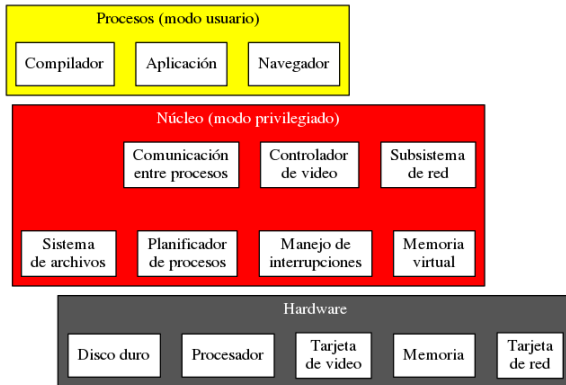 Procesos (modo usuario)
Compilador
Aplicación
Navegador
Núcleo (modo privilegiado)
Comunicación
entre procesos
Controlador
de video
Subsistema
de red
Sistema
de archivos
Planificador
de procesos
Manejo de
interrupciones
Memoria
virtual
Hardware
Disco duro
Procesador
Tarjeta
de video
Memoria
Tarjeta
de red